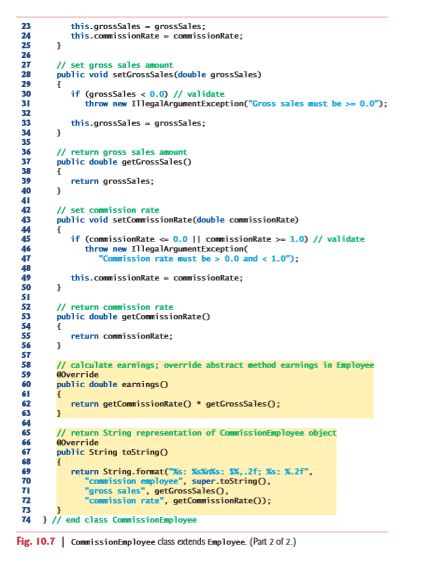 23 this.grossSales = grossSales;
24 this.commissionRate = commissionRate;
25 }
26
27 // set gross sales amount
28 public void setGrossSales(double grossSales)
29 {
30 if (grossSales < 0.0) // validate
31 throw new IllegalArgumentException("Gross sales must be >= 0.0");
32
33 this.grossSales = grossSales;
34 }
35
36 // return gross sales amount
37 public double getGrossSales()
38 {
39 return grossSales;
40 }
41
42 // set commission rate
43 public void setCommissionRate(double commissionRate)
44 {
45 if (commissionRate <= 0.0 || commissionRate >= 1.0) // validate
46 throw new IllegalArgumentException(
47 "Commission rate must be > 0.0 and < 1.0");
48
49 this.commissionRate = commissionRate;
50 }
51
52 // return commission rate
53 public double getCommissionRate()
54 {
55 return commissionRate;
56 }
57
58 // calculate earnings; override abstract method earnings in Employee
59 @Override
60 public double earnings()
61 {
62 return getCommissionRate() * getGrossSales();
63 }
64
65 // return String representation of CommissionEmployee object
66 @Override
67 public String toString()
68 {
69 return String.format("%s: %s%n%s: $%,.2f; %s: %.2f",
70 "commission employee", super.toString(),
71 "gross sales", getGrossSales(),
72 "commission rate", getCommissionRate());
73 }
74 } // end class CommissionEmployee
Fig. 10.7 | CommissionEmployee class extends Employee. (Part 2 of 2.)